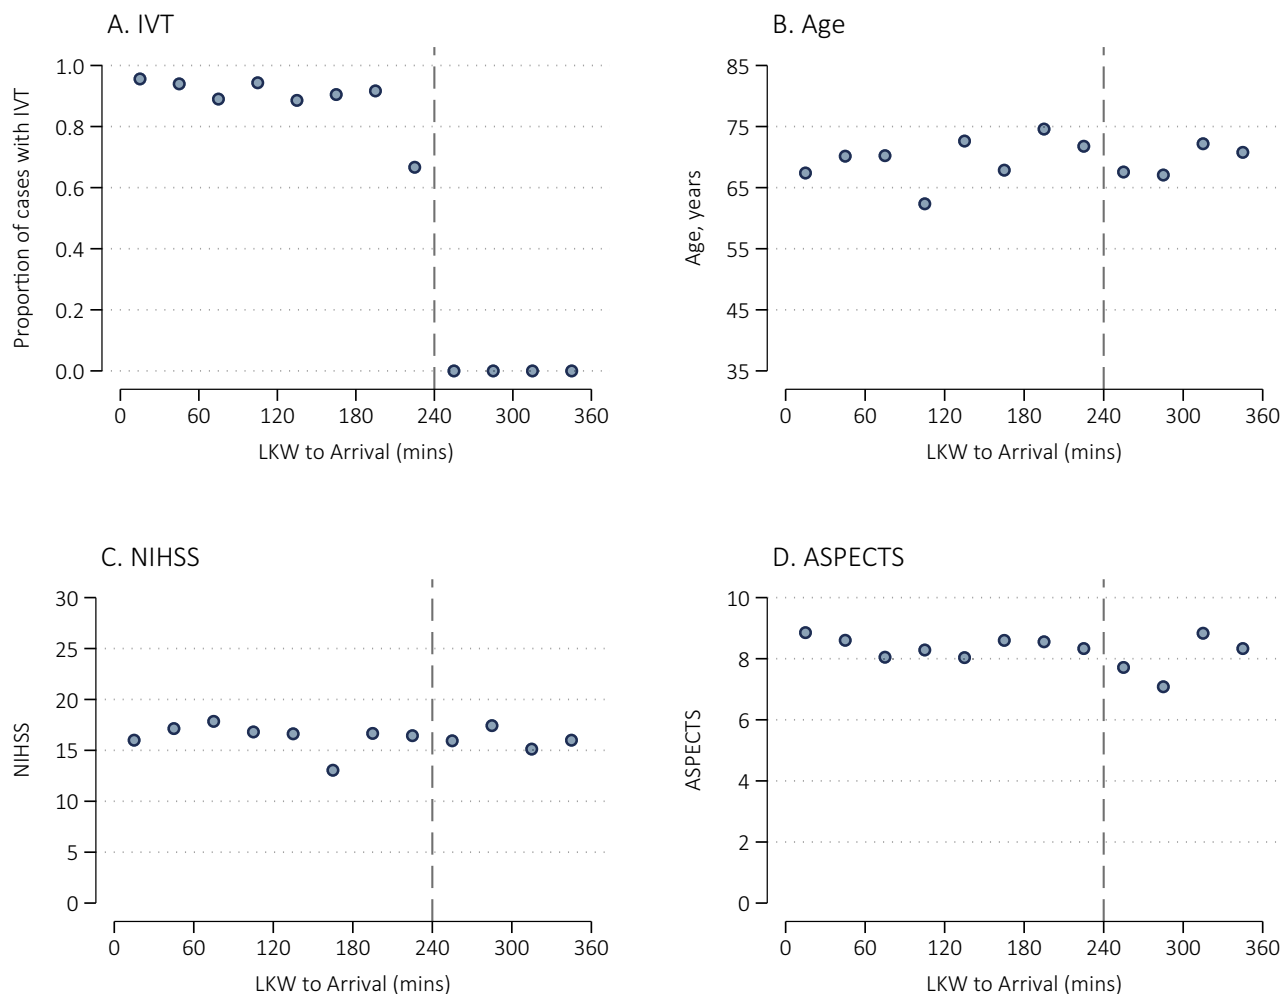 A. IVT
Proportion of cases with IVT
1.0
0.8
0.6
0.4
0.2
0.0
0 60 120 180 240 300 360
LKW to Arrival (mins)
B. Age
Age, years
85
75
65
55
45
35
0 60 120 180 240 300 360
LKW to Arrival (mins)
C. NIHSS
NIHSS
30
25
20
15
10
5
0
0 60 120 180 240 300 360
LKW to Arrival (mins)
D. ASPECTS
ASPECTS
10
8
6
4
2
0
0 60 120 180 240 300 360
LKW to Arrival (mins)